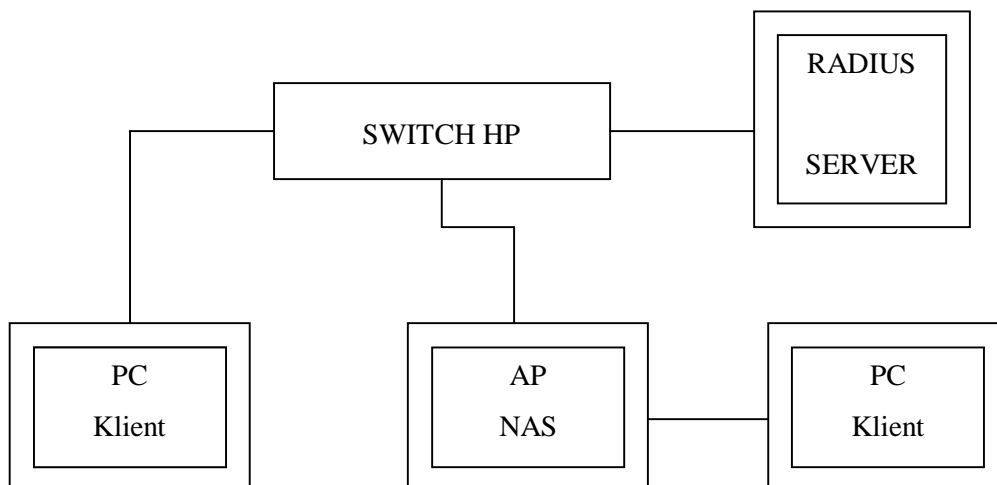 RADIUS
SERVER
SWITCH HP
PC
Klient
AP
NAS
PC
Klient